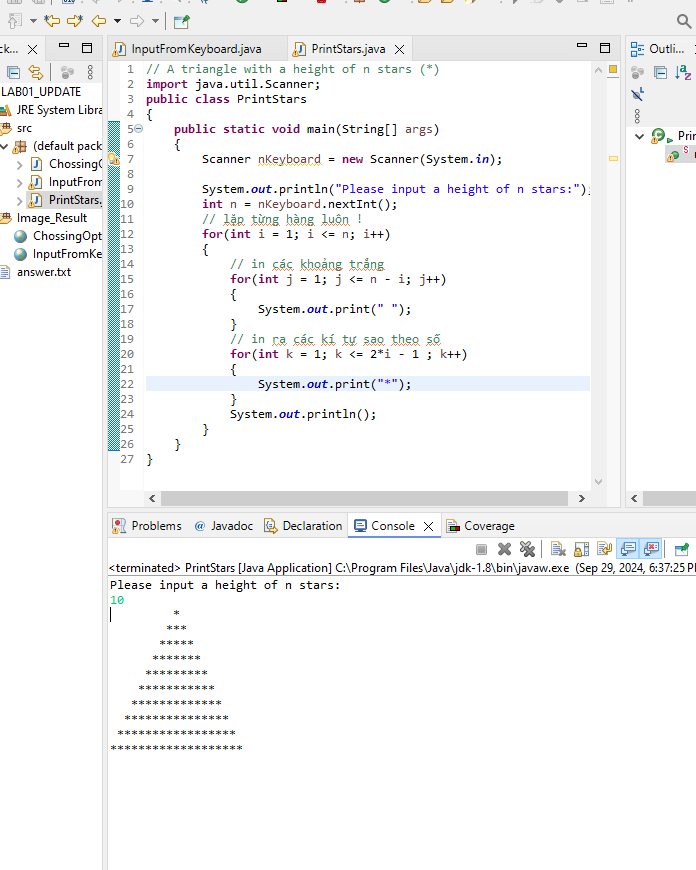 ck...
InputFromKeyboard.java
PrintStars.java
Outli...
LAB01_UPDATE
JRE System Libra
src
(default pack
Chossing
InputFrom
PrintStars.
Image_Result
ChossingOpt
InputFromKe
answer.txt
1 // A triangle with a height of n stars (*)
2 import java.util.Scanner;
3 public class PrintStars
4 {
5 public static void main(String[] args)
6 {
7 Scanner nKeyboard = new Scanner(System.in);
8
9 System.out.println("Please input a height of n stars:");
10 int n = nKeyboard.nextInt();
11 // lặp từng hàng luôn !
12 for(int i = 1; i <= n; i++)
13 {
14 // in các khoảng trắng
15 for(int j = 1; j <= n - i; j++)
16 {
17 System.out.print(" ");
18 }
19 // in ra các kí tự sao theo số
20 for(int k = 1; k <= 2*i - 1 ; k++)
21 {
22 System.out.print("*");
23 }
24 System.out.println();
25 }
26 }
27 }
Prin
Problems @ Javadoc Declaration Console Coverage
<terminated> PrintStars [Java Application] C:\Program Files\Java\jdk-1.8\bin\javaw.exe (Sep 29, 2024, 6:37:25 P
Please input a height of n stars:
10
*
***
*****
*******
*********
***********
*************
***************
*****************
*******************